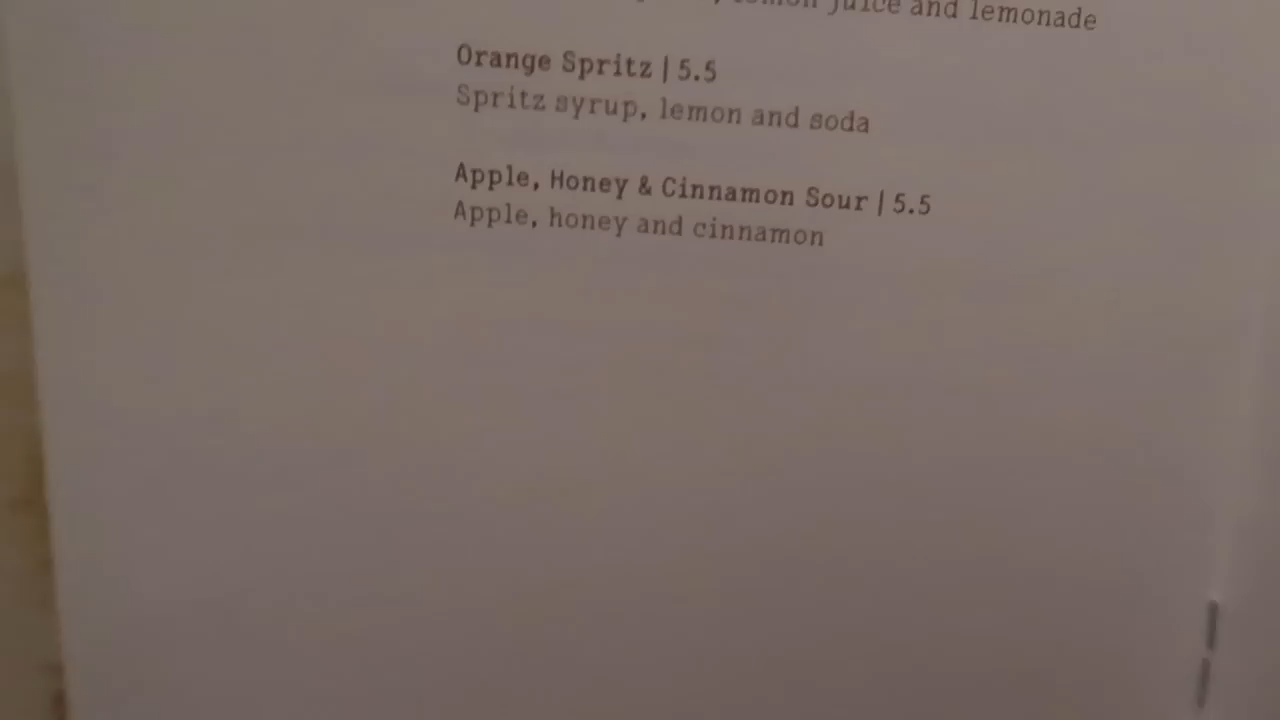 lemon juice and lemonade
Orange Spritz | 5.5
Spritz syrup, lemon and soda
Apple, Honey & Cinnamon Sour | 5.5
Apple, honey and cinnamon